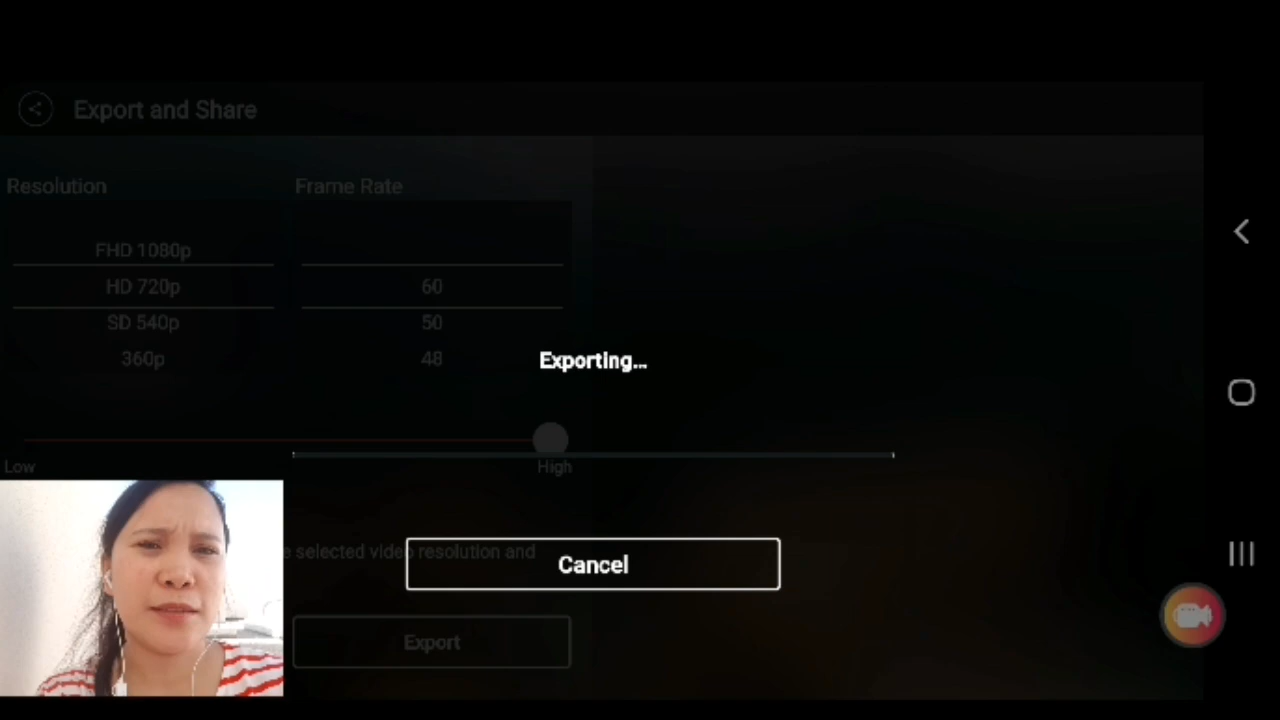 Export and Share
Resolution
Frame Rate
FHD 1080p
HD 720p
60
SD 540p
50
360p
48
Exporting...
Low
High
e selected video resolution and
Cancel
Export